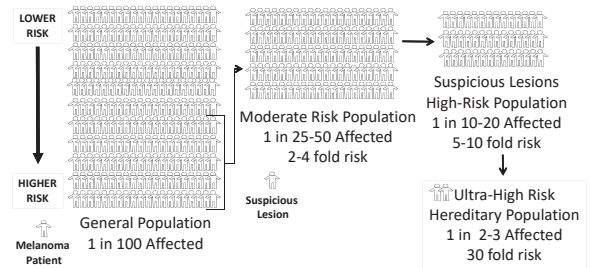 LOWER
RISK
HIGHER
RISK
Melanoma
Patient
General Population
1 in 100 Affected
Moderate Risk Population
1 in 25-50 Affected
2-4 fold risk
Suspicious
Lesion
Suspicious Lesions
High-Risk Population
1 in 10-20 Affected
5-10 fold risk
Ultra-High Risk
Hereditary Population
1 in 2-3 Affected
30 fold risk